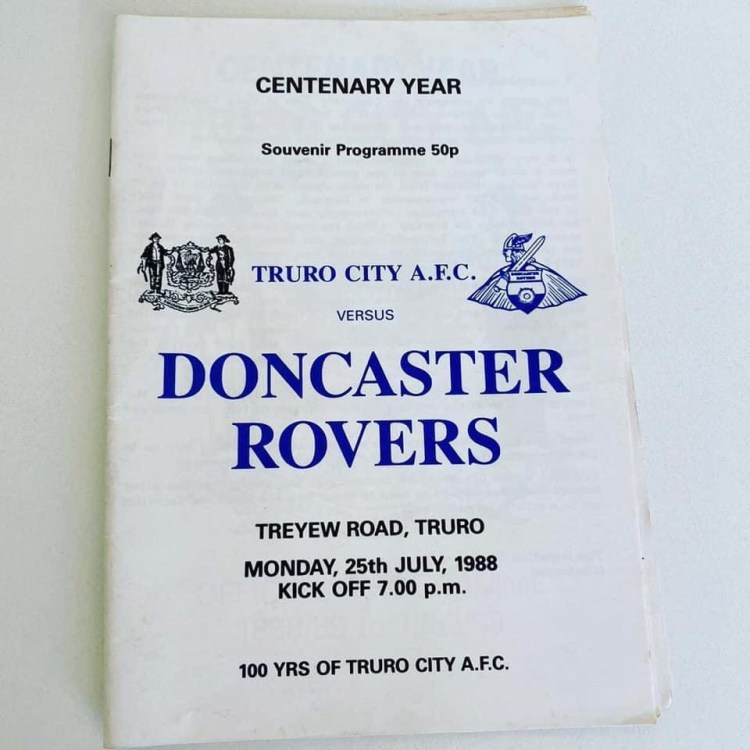 CENTENARY YEAR
Souvenir Programme 50p
TRURO CITY A.F.C.
VERSUS
DONCASTER
ROVERS
TREYEW ROAD, TRURO
MONDAY, 25th JULY, 1988
KICK OFF 7.00 p.m.
100 YRS OF TRURO CITY A.F.C.